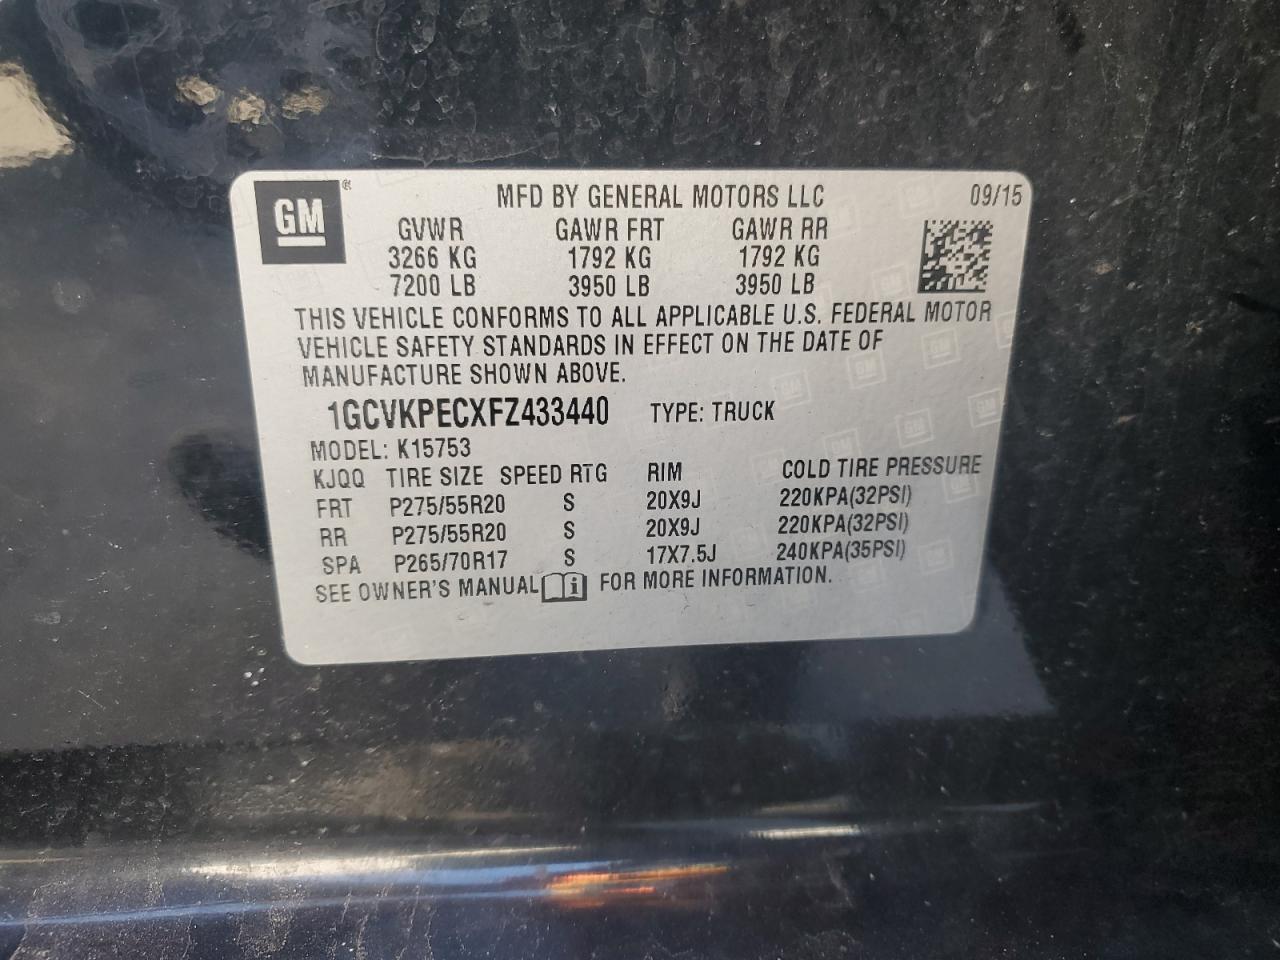 GM ® MFD BY GENERAL MOTORS LLC 09/15
GVWR GAWR FRT GAWR RR
3266 KG 1792 KG 1792 KG
7200 LB 3950 LB 3950 LB
THIS VEHICLE CONFORMS TO ALL APPLICABLE U.S. FEDERAL MOTOR
VEHICLE SAFETY STANDARDS IN EFFECT ON THE DATE OF
MANUFACTURE SHOWN ABOVE.
1GCVKPECXFZ433440 TYPE: TRUCK
MODEL: K15753
KJQQ TIRE SIZE SPEED RTG RIM COLD TIRE PRESSURE
FRT P275/55R20 S 20X9J 220KPA(32PSI)
RR P275/55R20 S 20X9J 220KPA(32PSI)
SPA P265/70R17 S 17X7.5J 240KPA(35PSI)
SEE OWNER'S MANUAL i FOR MORE INFORMATION.